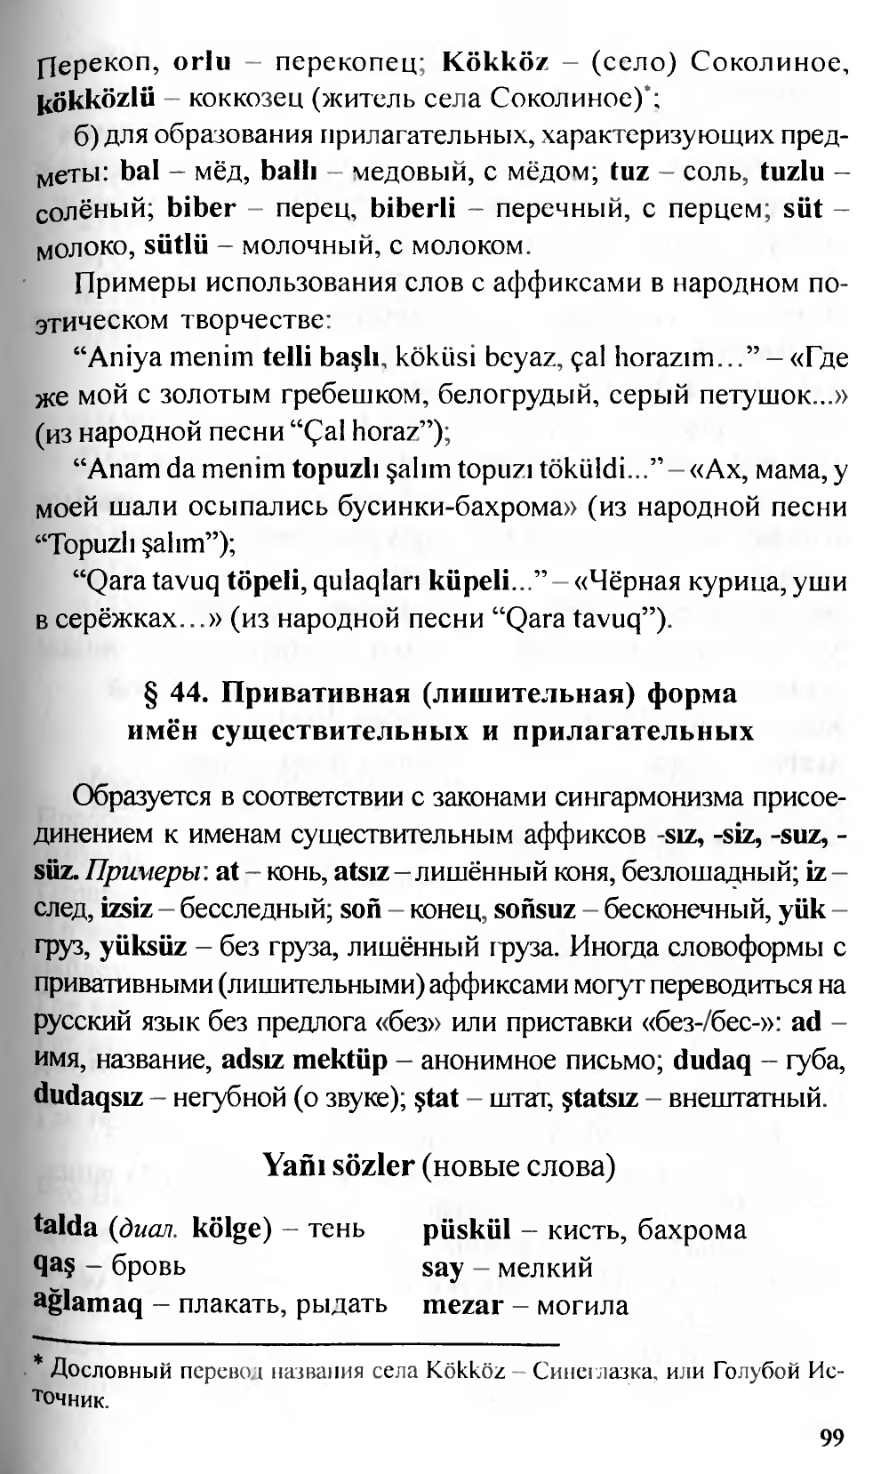 Перекоп, orlu – перекопец; Kökköz – (село) Соколиное,
kökközlü – коккозец (житель села Соколиное)*;
б) для образования прилагательных, характеризующих пред-
меты: bal – мёд, ballı – медовый, с мёдом; tuz – соль, tuzlu –
солёный; biber – перец, biberli – перечный, с перцем; süt –
молоко, sütlü – молочный, с молоком.
Примеры использования слов с аффиксами в народном по-
этическом творчестве:
“Aniya menim telli başlı, köküsi beyaz, çal horazım...” – «Где
же мой с золотым гребешком, белогрудый, серый петушок...»
(из народной песни “Çal horaz”);
“Anam da menim topuzlı şalım topuzı töküldi...” – «Ах, мама, у
моей шали осыпались бусинки-бахрома» (из народной песни
“Topuzlı şalım”);
“Qara tavuq töpeli, qulaqları küpeli...” – «Чёрная курица, уши
в серёжках...» (из народной песни “Qara tavuq”).
§ 44. Привативная (лишительная) форма
имён существительных и прилагательных
Образуется в соответствии с законами сингармонизма присое-
динением к именам существительным аффиксов -sız, -siz, -suz, -
süz. Примеры: at – конь, atsız – лишённый коня, безлошадный; iz –
след, izsiz – бесследный; soñ – конец, soñsuz – бесконечный, yük –
груз, yüksüz – без груза, лишённый груза. Иногда словоформы с
привативными (лишительными) аффиксами могут переводиться на
русский язык без предлога «без» или приставки «без-/бес-»: ad –
имя, название, adsız mektüp – анонимное письмо; dudaq – губа,
dudaqsız – негубной (о звуке); ştat – штат, ştatsız – внештатный.
Yañı sözler (новые слова)
talda (диал. kölge) – тень
qaş – бровь
ağlamaq – плакать, рыдать
püskül – кисть, бахрома
say – мелкий
mezar – могила
* Дословный перевод названия села Kökköz – Синеглазка, или Голубой Ис-
точник.
99